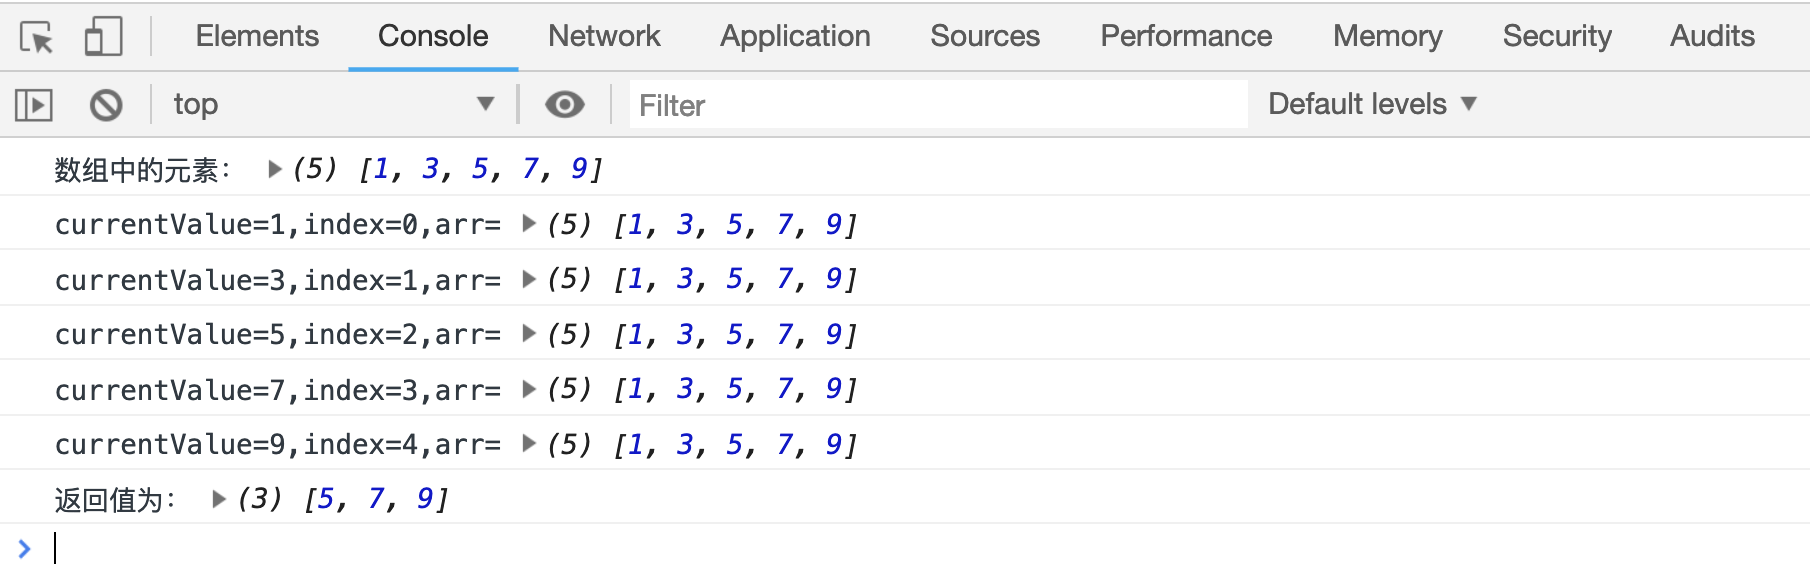 Elements Console Network Application Sources Performance Memory Security Audits
top Filter Default levels
数组中的元素： (5) [1, 3, 5, 7, 9]
currentValue=1,index=0,arr= (5) [1, 3, 5, 7, 9]
currentValue=3,index=1,arr= (5) [1, 3, 5, 7, 9]
currentValue=5,index=2,arr= (5) [1, 3, 5, 7, 9]
currentValue=7,index=3,arr= (5) [1, 3, 5, 7, 9]
currentValue=9,index=4,arr= (5) [1, 3, 5, 7, 9]
返回值为： (3) [5, 7, 9]